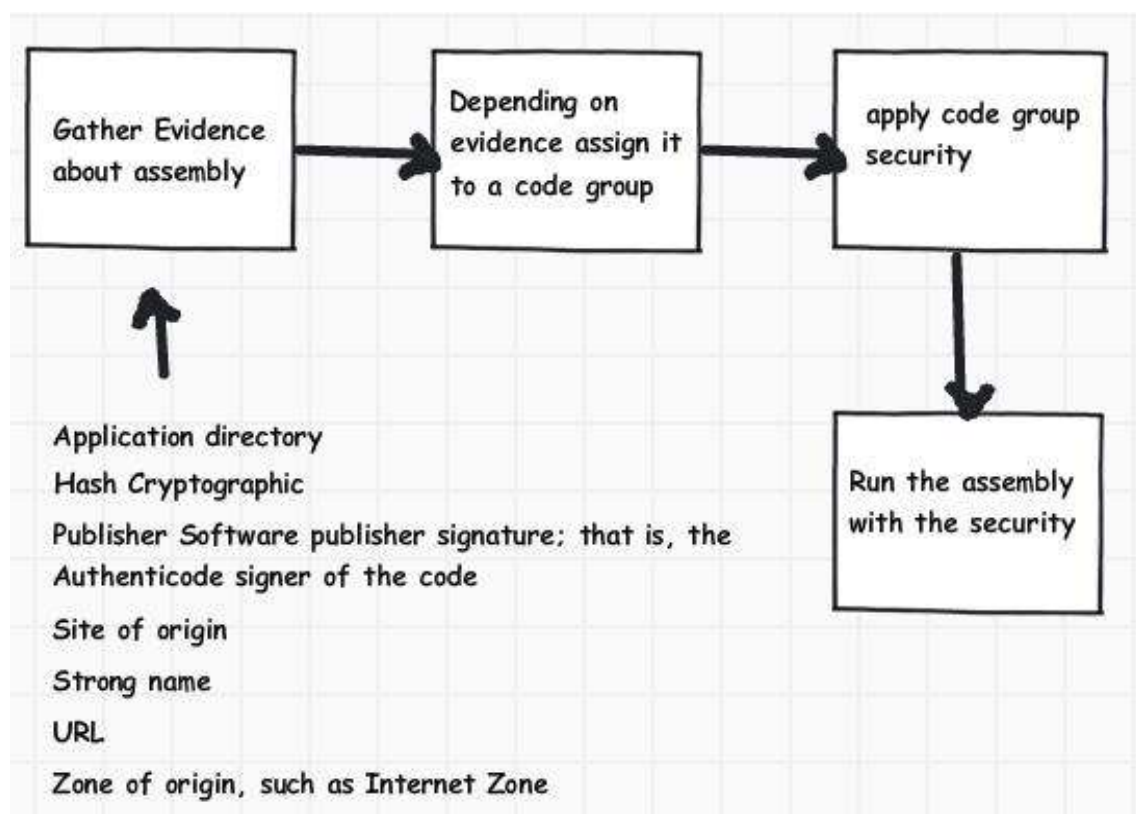 Gather Evidence
about assembly
Depending on
evidence assign it
to a code group
apply code group
security
Run the assembly
with the security
Application directory
Hash Cryptographic
Publisher Software publisher signature; that is, the
Authenticode signer of the code
Site of origin
Strong name
URL
Zone of origin, such as Internet Zone